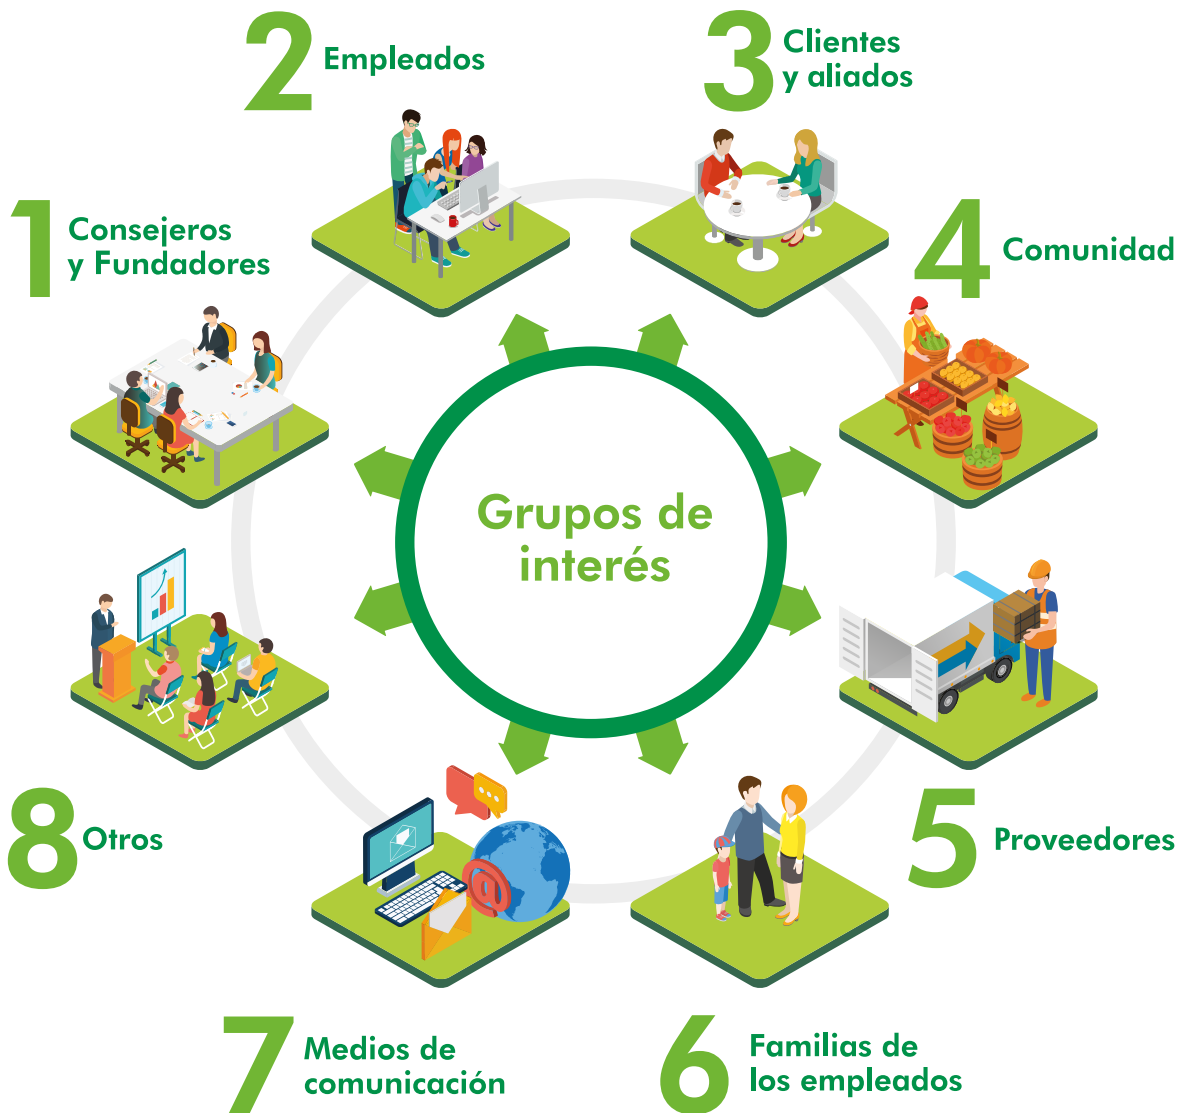 1
Consejeros
y Fundadores
2
Empleados
3
Clientes
y aliados
4
Comunidad
Grupos de
interés
5
Proveedores
6
Familias de
los empleados
7
Medios de
comunicación
8
Otros